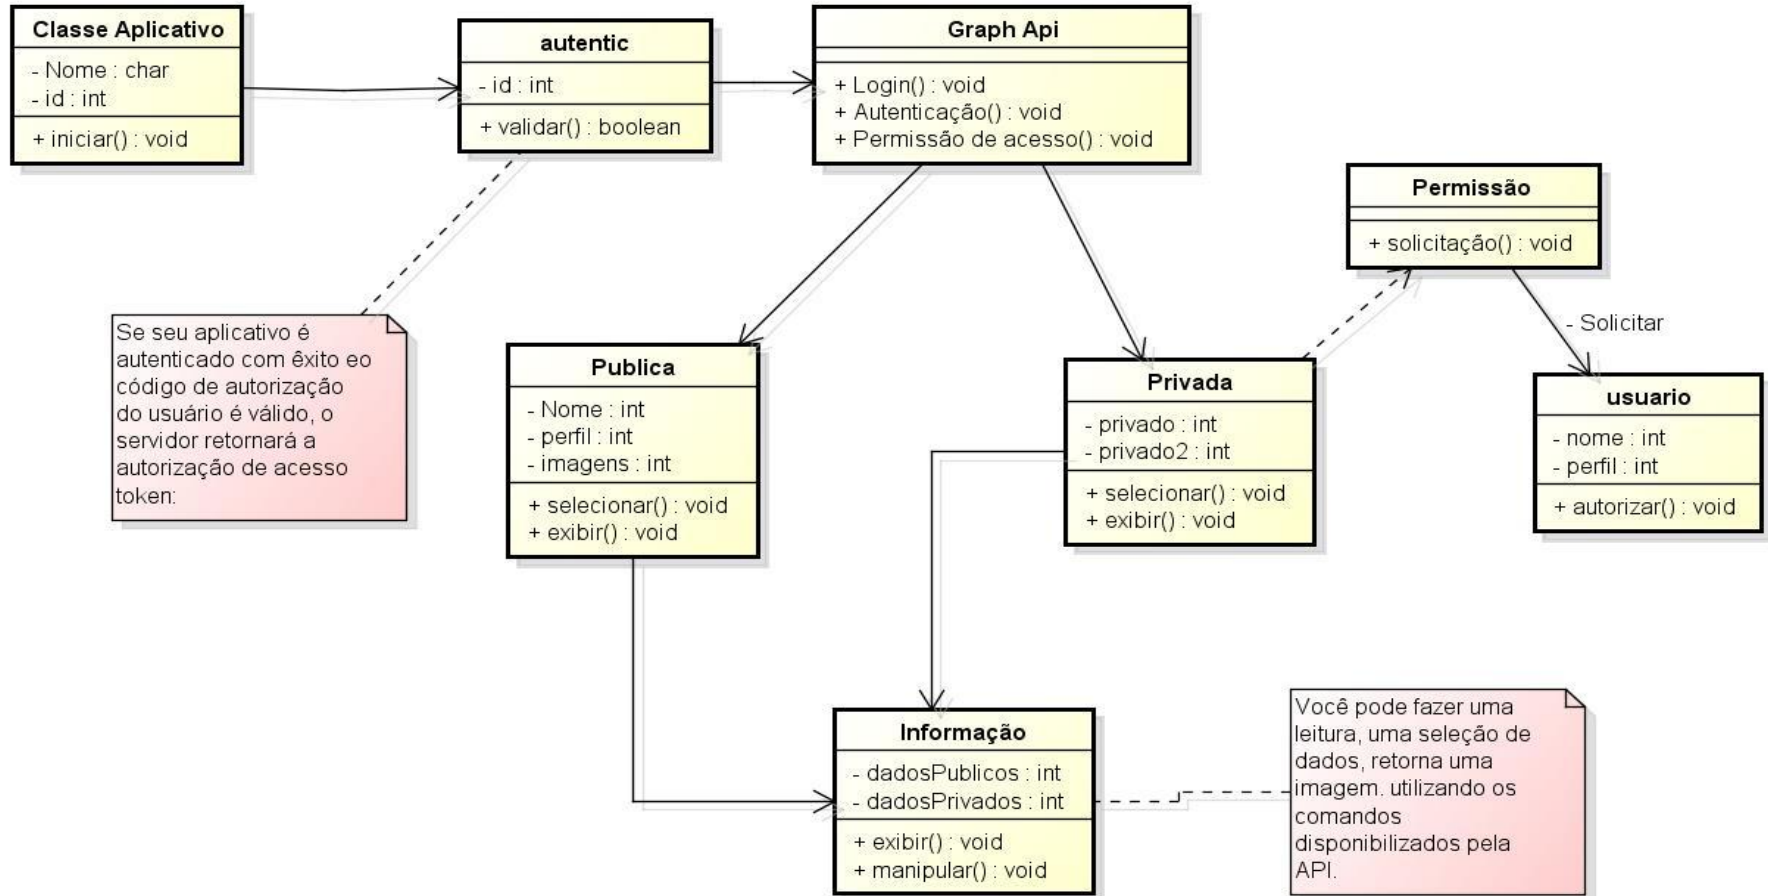 Classe Aplicativo
- Nome : char
- id : int
+ iniciar() : void
autentic
- id : int
+ validar() : boolean
Graph Api
+ Login() : void
+ Autenticação() : void
+ Permissão de acesso() : void
Permissão
+ solicitação() : void
- Solicitar
Se seu aplicativo é
autenticado com êxito eo
código de autorização
do usuário é válido, o
servidor retornará a
autorização de acesso
token:
Publica
- Nome : int
- perfil : int
- imagens : int
+ selecionar() : void
+ exibir() : void
Privada
- privado : int
- privado2 : int
+ selecionar() : void
+ exibir() : void
usuario
- nome : int
- perfil : int
+ autorizar() : void
Informação
- dadosPublicos : int
- dadosPrivados : int
+ exibir() : void
+ manipular() : void
Você pode fazer uma
leitura, uma seleção de
dados, retorna uma
imagem. utilizando os
comandos
disponibilizados pela
API.